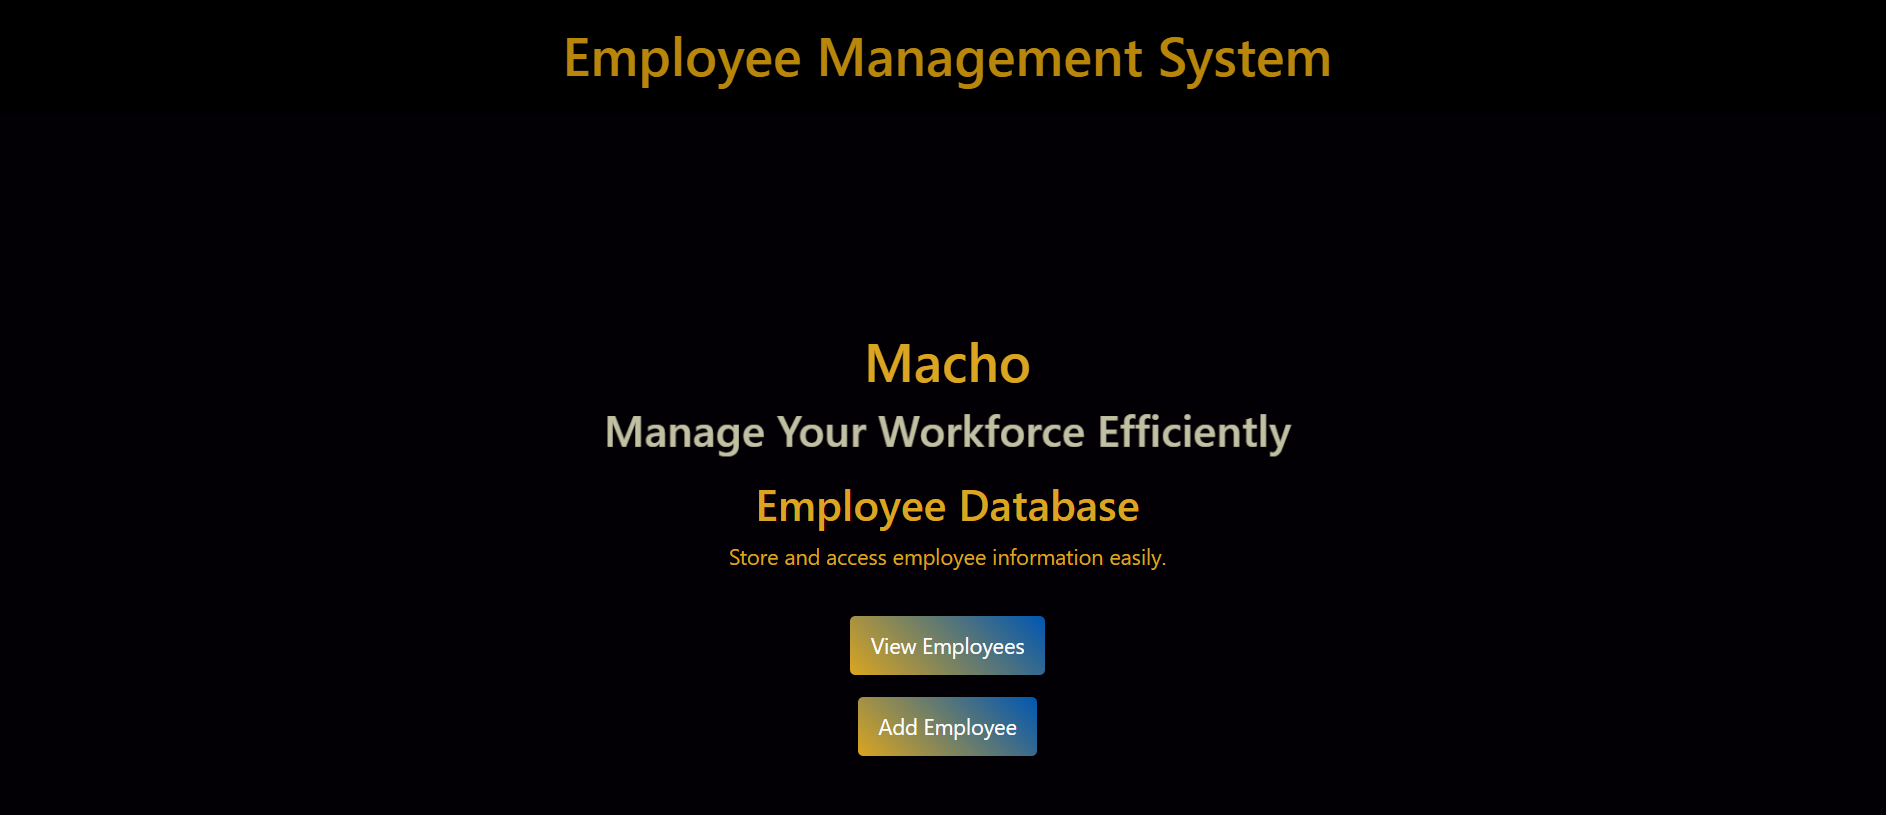 Employee Management System
Macho
Manage Your Workforce Efficiently
Employee Database
Store and access employee information easily.
View Employees
Add Employee